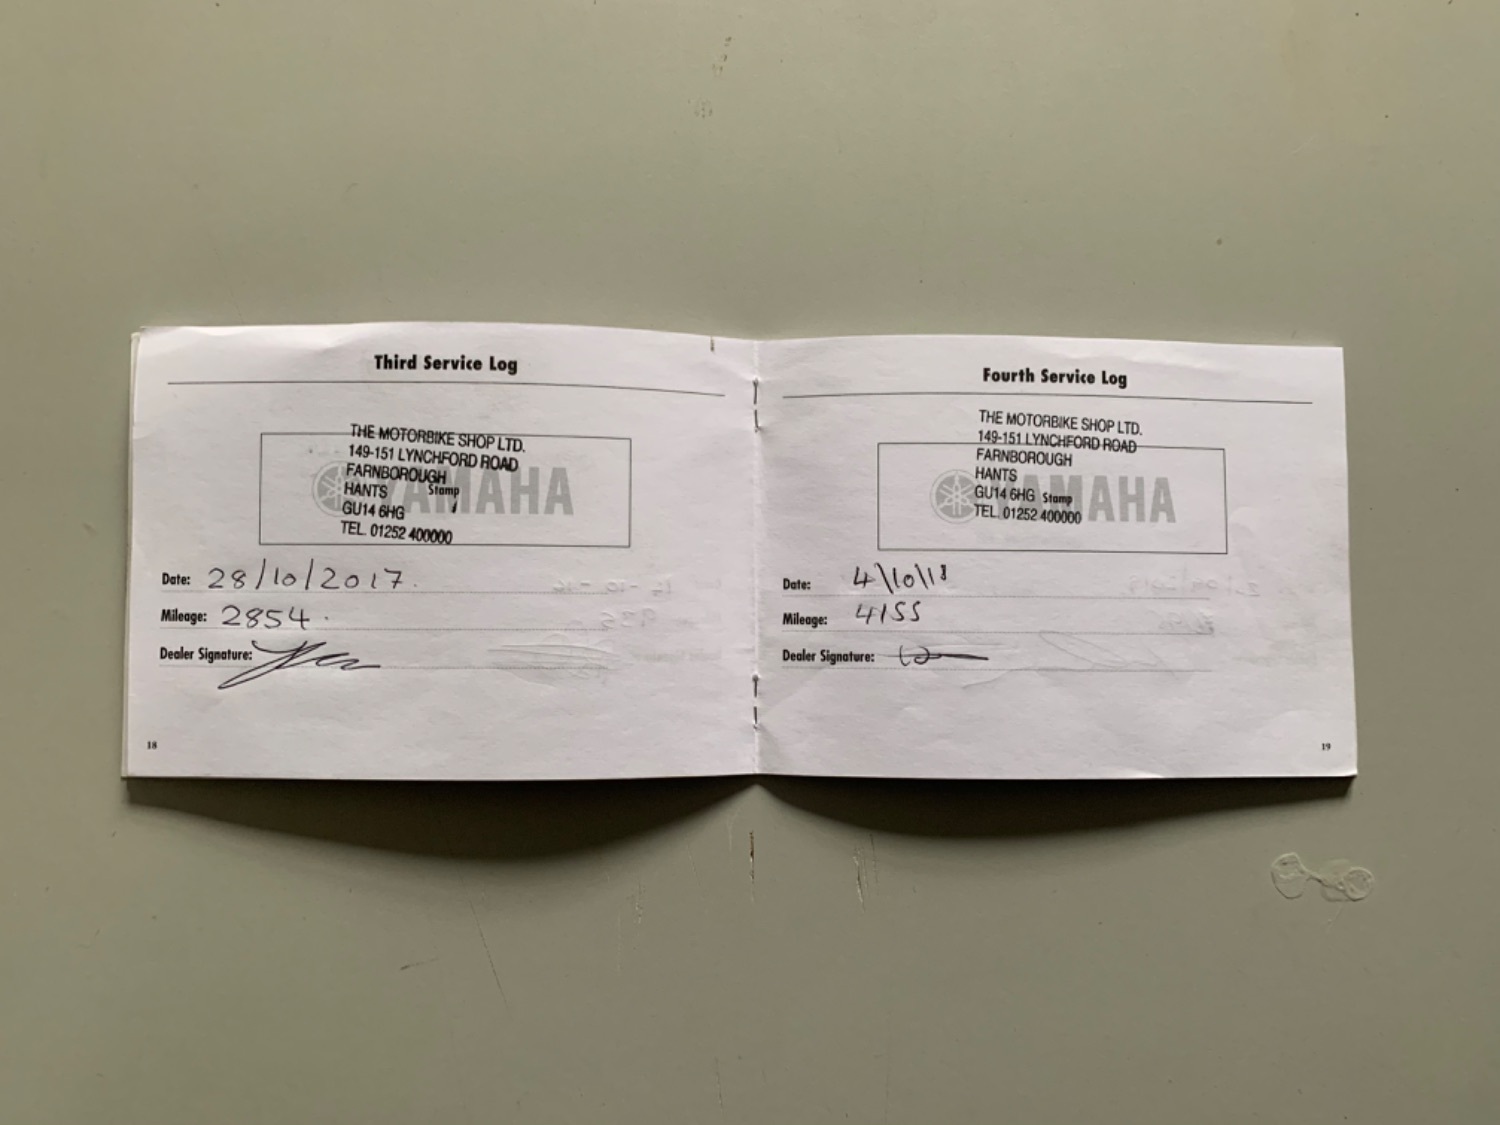 Third Service Log
THE MOTORBIKE SHOP LTD.
149-151 LYNCHFORD ROAD
FARNBOROUGH
HANTS
GU14 6HG
TEL. 01252 400000
YAMAHA
Stamp
Date: 28/10/2017.
Mileage: 2854.
Dealer Signature:
18
Fourth Service Log
THE MOTORBIKE SHOP LTD.
149-151 LYNCHFORD ROAD
FARNBOROUGH
HANTS
GU14 6HG
TEL. 01252 400000
YAMAHA
Stamp
Date: 4\10\18
Mileage: 4155
Dealer Signature:
19